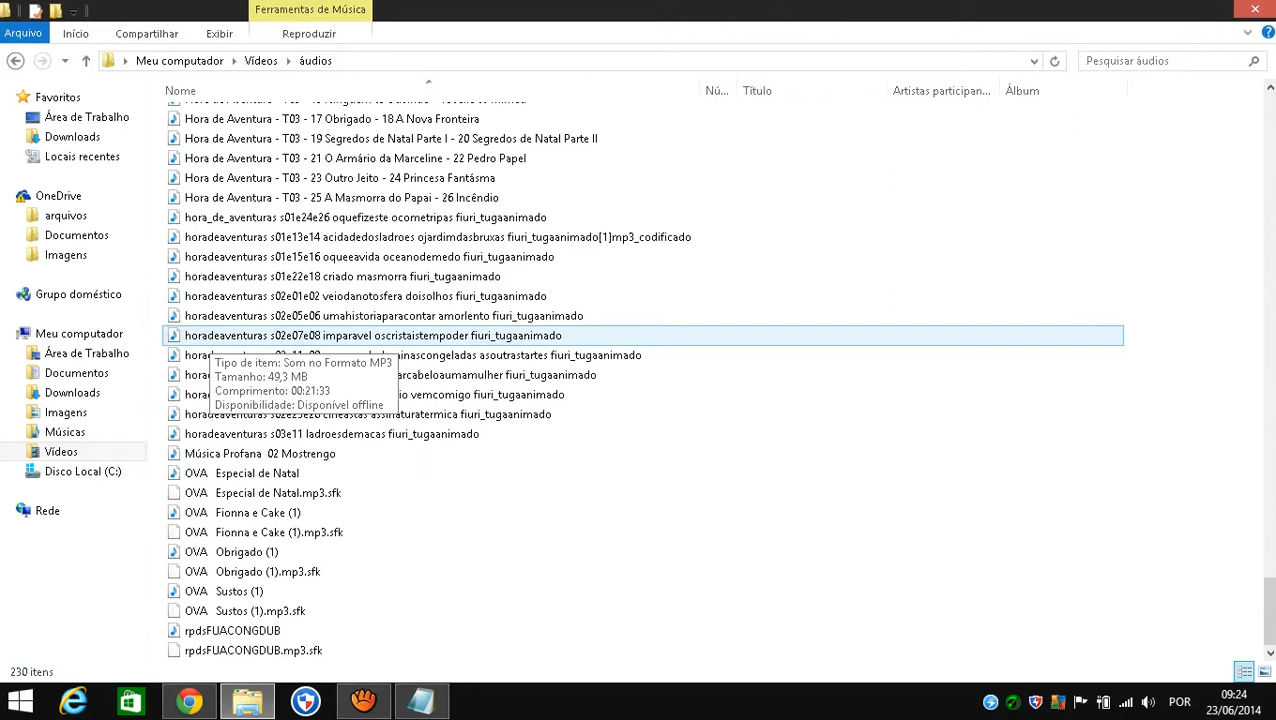 Ferramentas de Música
Arquivo Início Compartilhar Exibir Reproduzir
Meu computador Vídeos áudios
Pesquisar áudios
Nome Nú... Título Artistas participan... Álbum
Favoritos
Área de Trabalho
Downloads
Locais recentes
OneDrive
arquivos
Documentos
Imagens
Grupo doméstico
Meu computador
Área de Trabalho
Documentos
Downloads
Imagens
Músicas
Vídeos
Disco Local (C:)
Rede
Hora de Aventura - T03 - 17 Obrigado - 18 A Nova Fronteira
Hora de Aventura - T03 - 19 Segredos de Natal Parte I - 20 Segredos de Natal Parte II
Hora de Aventura - T03 - 21 O Armário da Marceline - 22 Pedro Papel
Hora de Aventura - T03 - 23 Outro Jeito - 24 Princesa Fantásma
Hora de Aventura - T03 - 25 A Masmorra do Papai - 26 Incêndio
hora_de_aventuras s01e24e26 oquefizeste ocometripas fiuri_tugaanimado
horadeaventuras s01e13e14 acidadedosladroes ojardimdasbruxas fiuri_tugaanimado[1]mp3_codificado
horadeaventuras s01e15e16 oqueeavida oceanodemedo fiuri_tugaanimado
horadeaventuras s01e22e18 criado masmorra fiuri_tugaanimado
horadeaventuras s02e01e02 veiodanotosfera doisolhos fiuri_tugaanimado
horadeaventuras s02e05e06 umahistoriaparacontar amorlento fiuri_tugaanimado
horadeaventuras s02e07e08 imparavel oscristaistempoder fiuri_tugaanimado
asoutrastartes fiuri_tugaanimado
Tipo de item: Som no Formato MP3
Tamanho: 49,3 MB
Comprimento: 00:21:33
Disponibilidade: Disponível offline
arcabeloaumamulher fiuri_tugaanimado
vemcomigo fiuri_tugaanimado
assinaturatermica fiuri_tugaanimado
horadeaventuras s03e11 ladroesdemacas fiuri_tugaanimado
Música Profana 02 Mostrengo
OVA Especial de Natal
OVA Especial de Natal.mp3.sfk
OVA Fionna e Cake (1)
OVA Fionna e Cake (1).mp3.sfk
OVA Obrigado (1)
OVA Obrigado (1).mp3.sfk
OVA Sustos (1)
OVA Sustos (1).mp3.sfk
rpdsFUACONGDUB
rpdsFUACONGDUB.mp3.sfk
230 itens
POR
09:24
23/06/2014